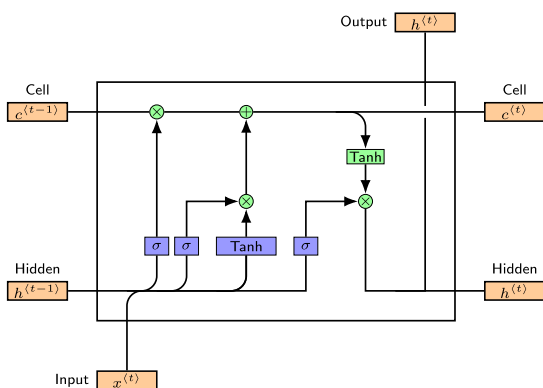 Output h⟨t⟩
Cell
Cell
c⟨t−1⟩ × + c⟨t⟩
Tanh
× ×
σ σ Tanh σ
Hidden
Hidden
h⟨t−1⟩ h⟨t⟩
Input x⟨t⟩